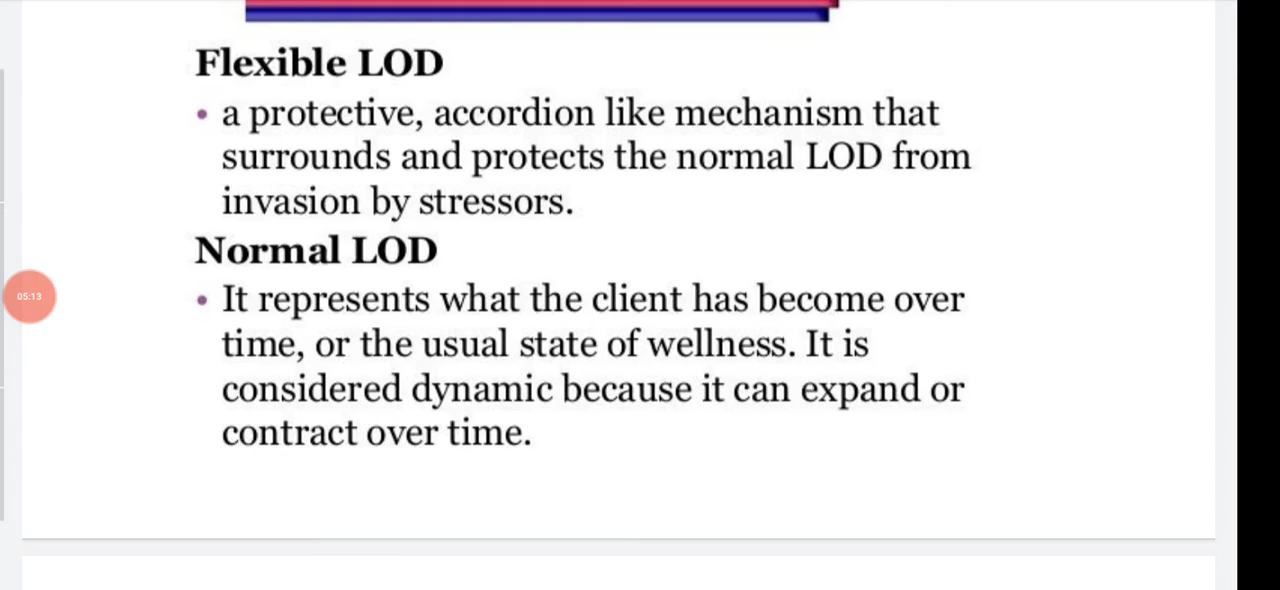 Flexible LOD
• a protective, accordion like mechanism that
surrounds and protects the normal LOD from
invasion by stressors.
Normal LOD
• It represents what the client has become over
time, or the usual state of wellness. It is
considered dynamic because it can expand or
contract over time.
05:13